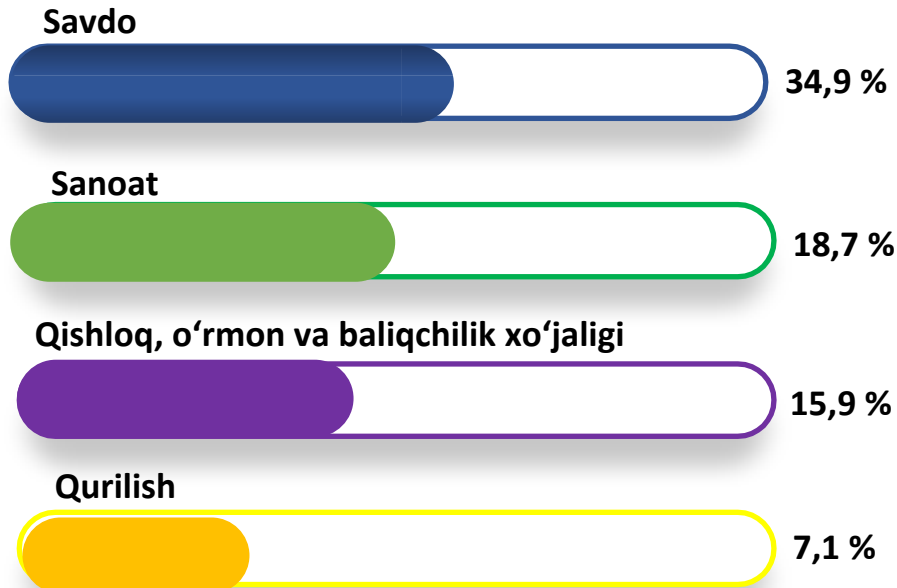 Savdo
34,9 %
Sanoat
18,7 %
Qishloq, o‘rmon va baliqchilik xo‘jaligi
15,9 %
Qurilish
7,1 %